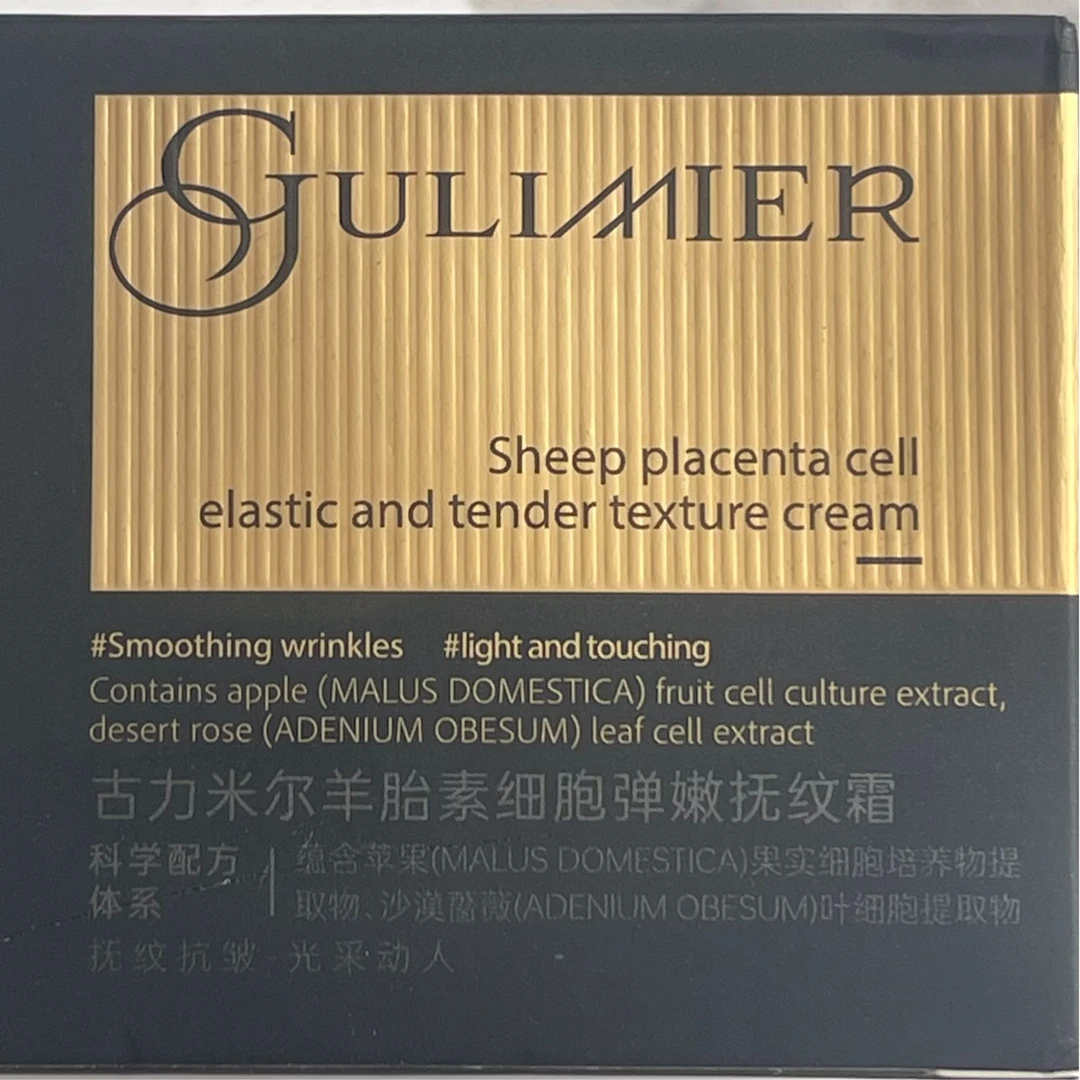 GULIMIER
Sheep placenta cell
elastic and tender texture cream
#Smoothing wrinkles #light and touching
Contains apple (MALUS DOMESTICA) fruit cell culture extract,
desert rose (ADENIUM OBESUM) leaf cell extract
古力米尔羊胎素细胞弹嫩抚纹霜
科学配方
体系
蕴含苹果(MALUS DOMESTICA)果实细胞培养物提
取物、沙漠蔷薇(ADENIUM OBESUM)叶细胞提取物
抚纹抗皱·光采动人